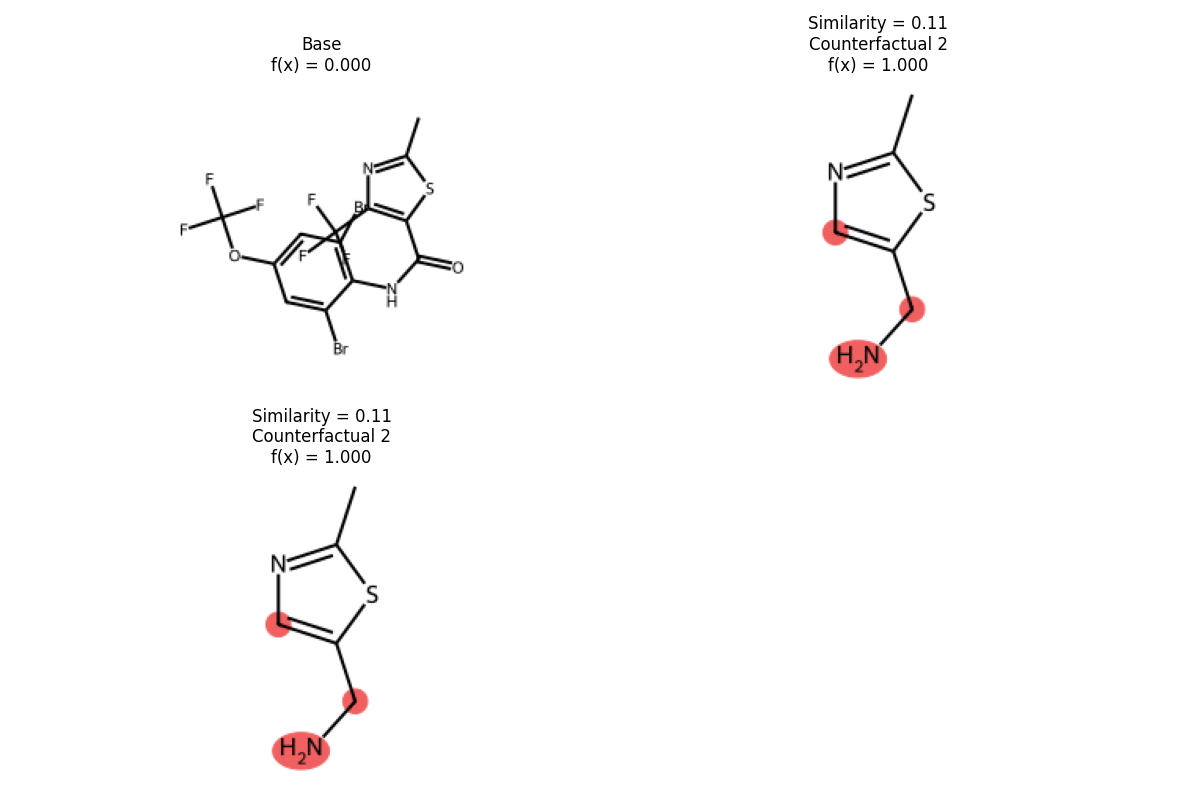 Base
f(x) = 0.000
F
F
F
O
F
F
F
Br
N
S
O
N
H
Br
Similarity = 0.11
Counterfactual 2
f(x) = 1.000
N
S
H2N
Similarity = 0.11
Counterfactual 2
f(x) = 1.000
N
S
H2N